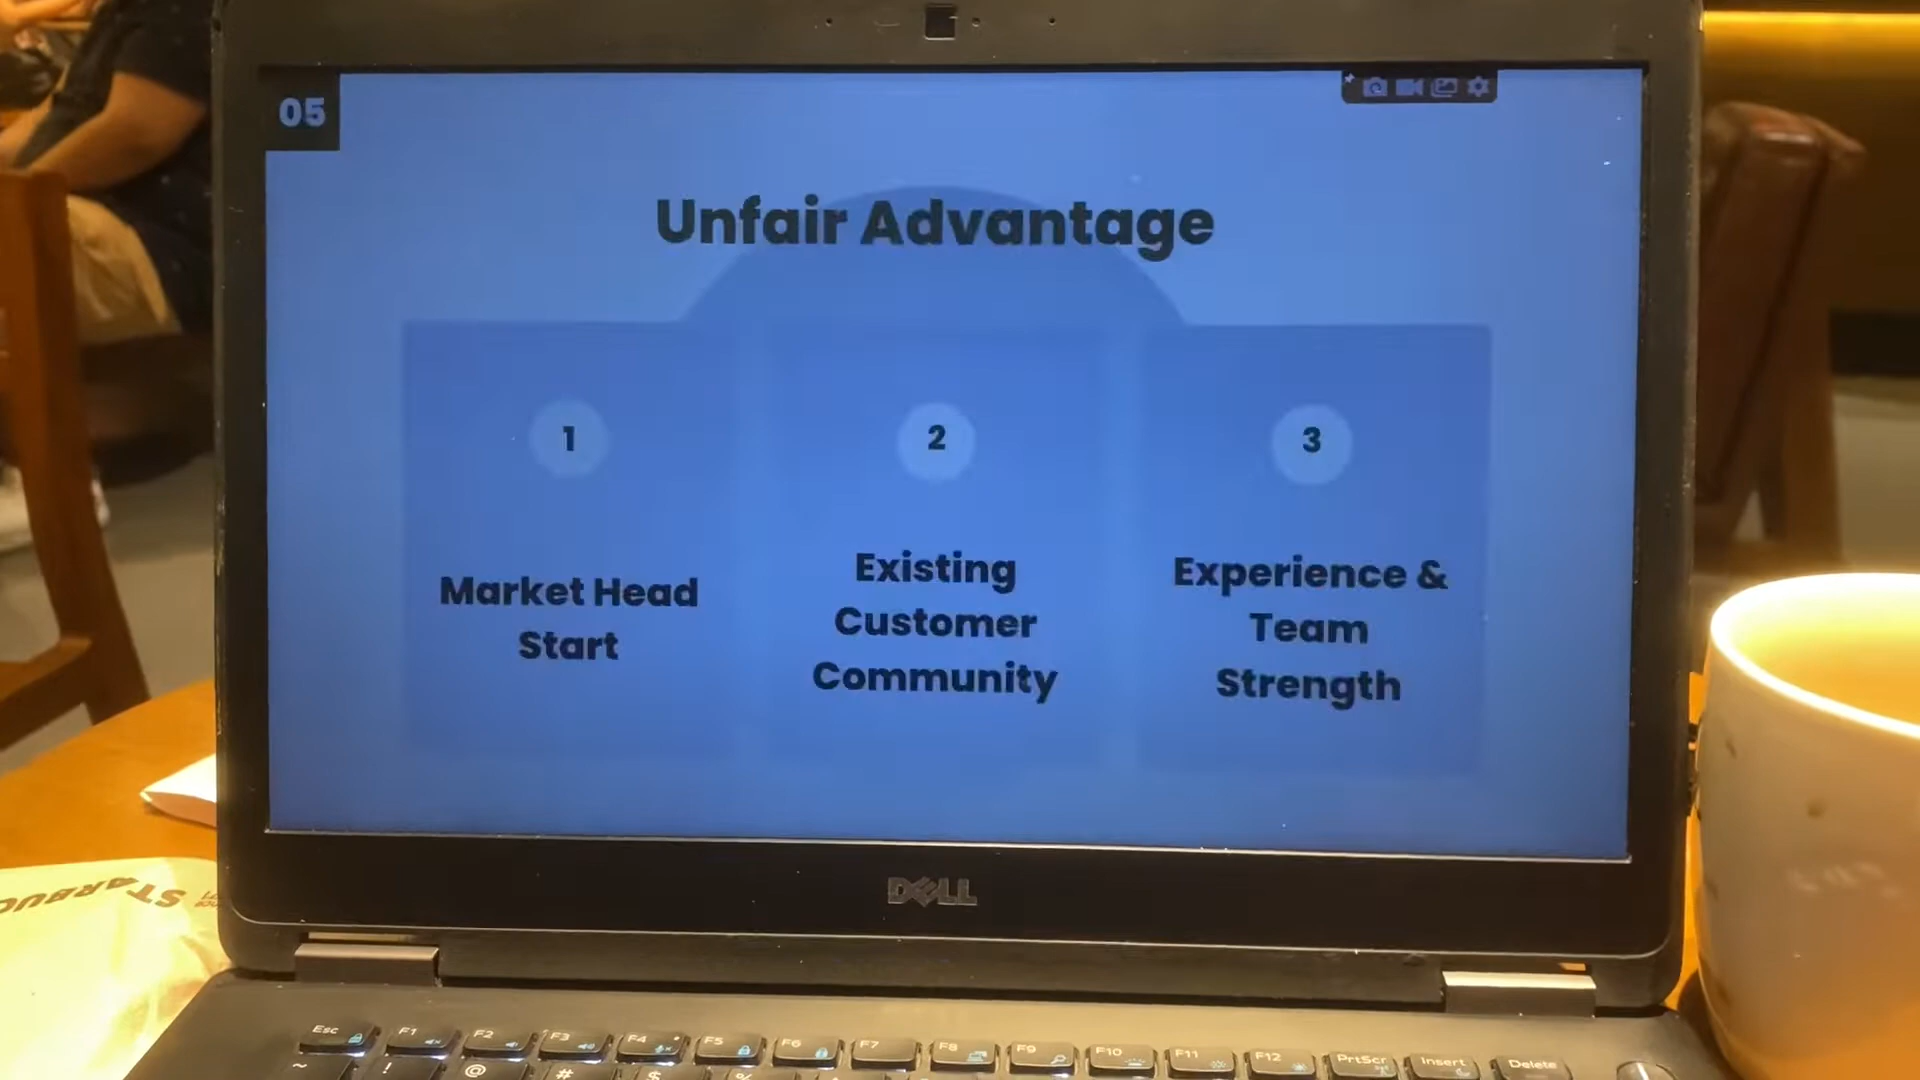 05
Unfair Advantage
1
Market Head
Start
2
Existing
Customer
Community
3
Experience &
Team
Strength
DELL
STARBUC
Esc
F1
F2
F3
F4
F5
F6
F7
F8
F9
F10
F11
F12
PrtScr
Insert
Delete
~
!
@
#
$
%